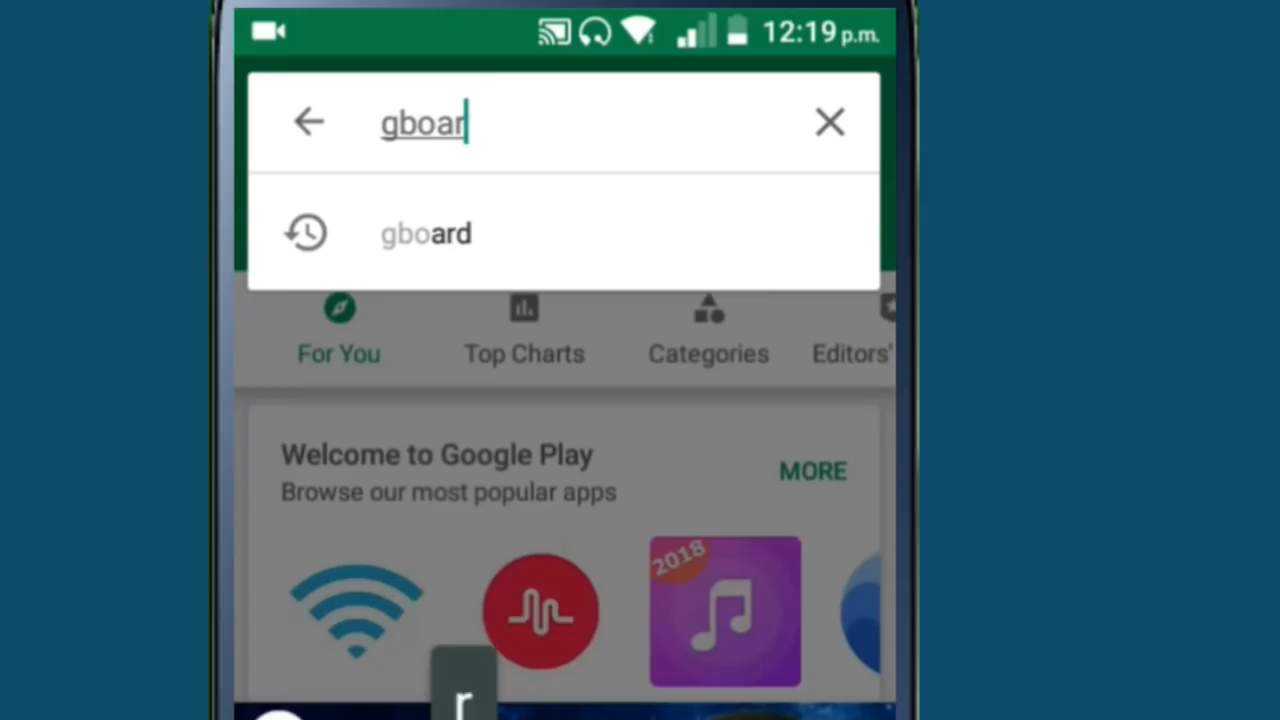 12:19 p.m.
gboar
gboard
For You
Top Charts
Categories
Editors'
Welcome to Google Play
MORE
Browse our most popular apps
2018
r